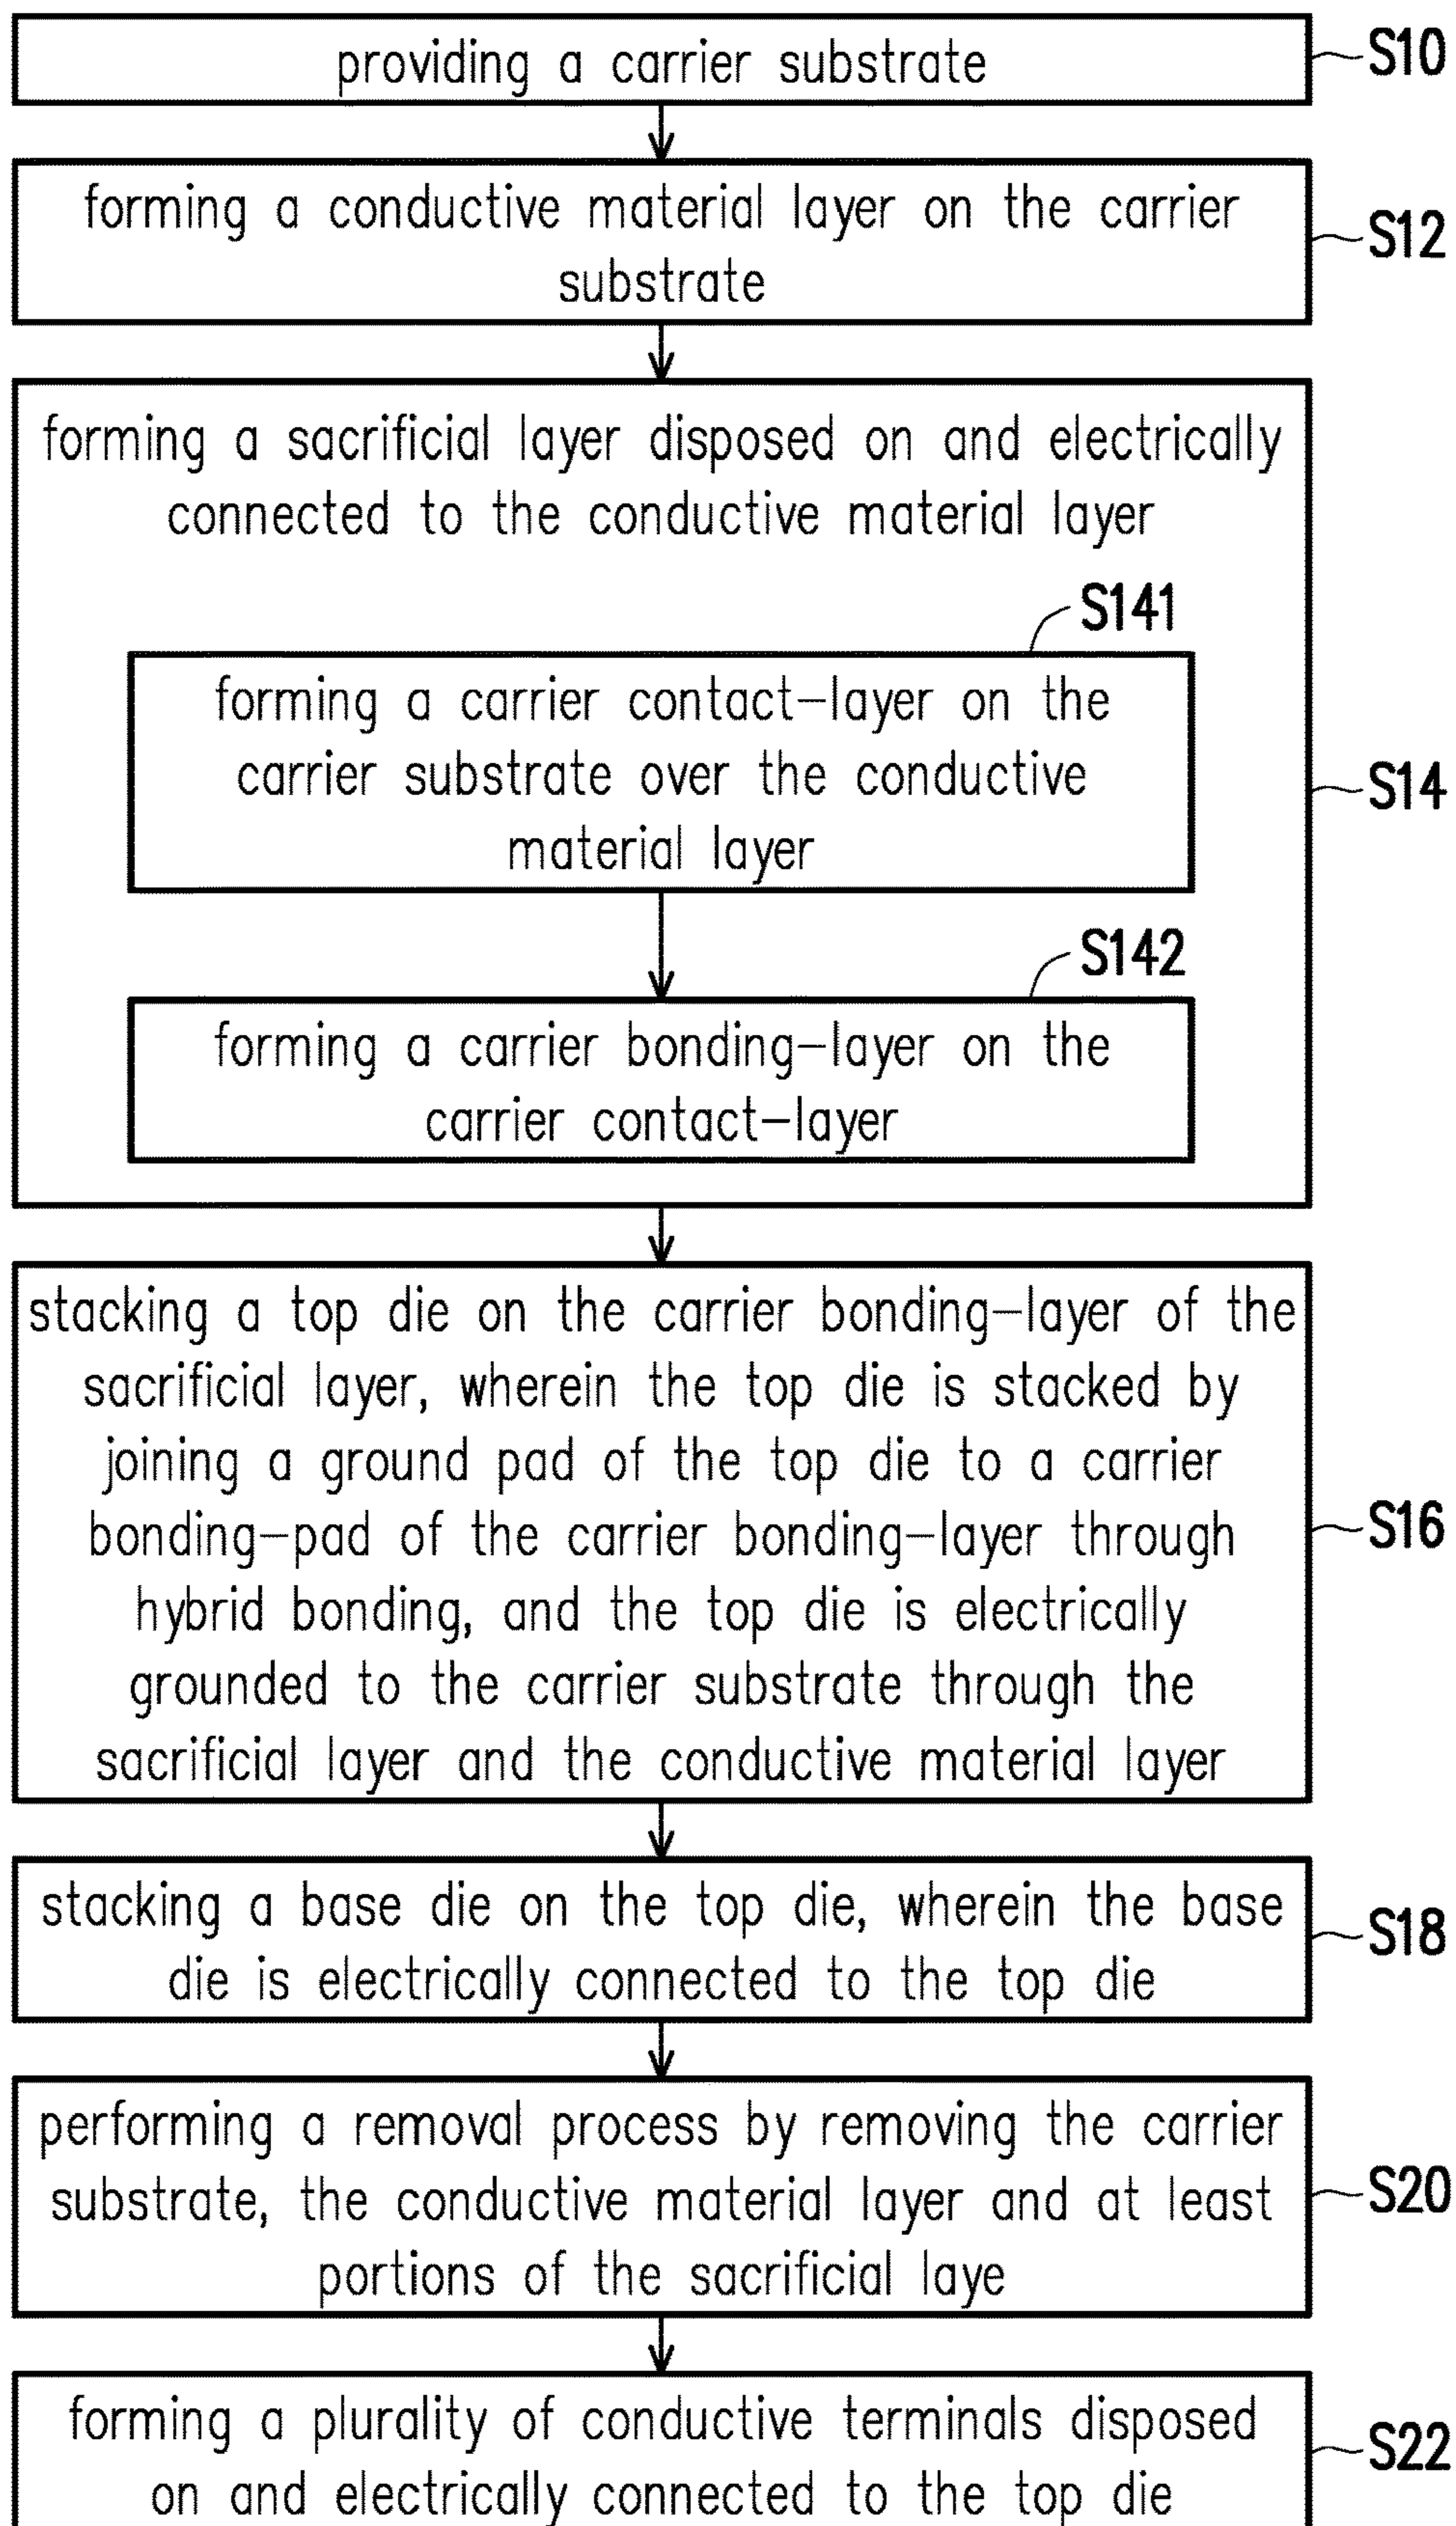 providing a carrier substrate
S10
forming a conductive material layer on the carrier
substrate
S12
forming a sacrificial layer disposed on and electrically
connected to the conductive material layer
S141
forming a carrier contact-layer on the
carrier substrate over the conductive
material layer
S14
S142
forming a carrier bonding-layer on the
carrier contact-layer
stacking a top die on the carrier bonding-layer of the
sacrificial layer, wherein the top die is stacked by
joining a ground pad of the top die to a carrier
bonding-pad of the carrier bonding-layer through
hybrid bonding, and the top die is electrically
grounded to the carrier substrate through the
sacrificial layer and the conductive material layer
S16
stacking a base die on the top die, wherein the base
die is electrically connected to the top die
S18
performing a removal process by removing the carrier
substrate, the conductive material layer and at least
portions of the sacrificial laye
S20
forming a plurality of conductive terminals disposed
on and electrically connected to the top die
S22